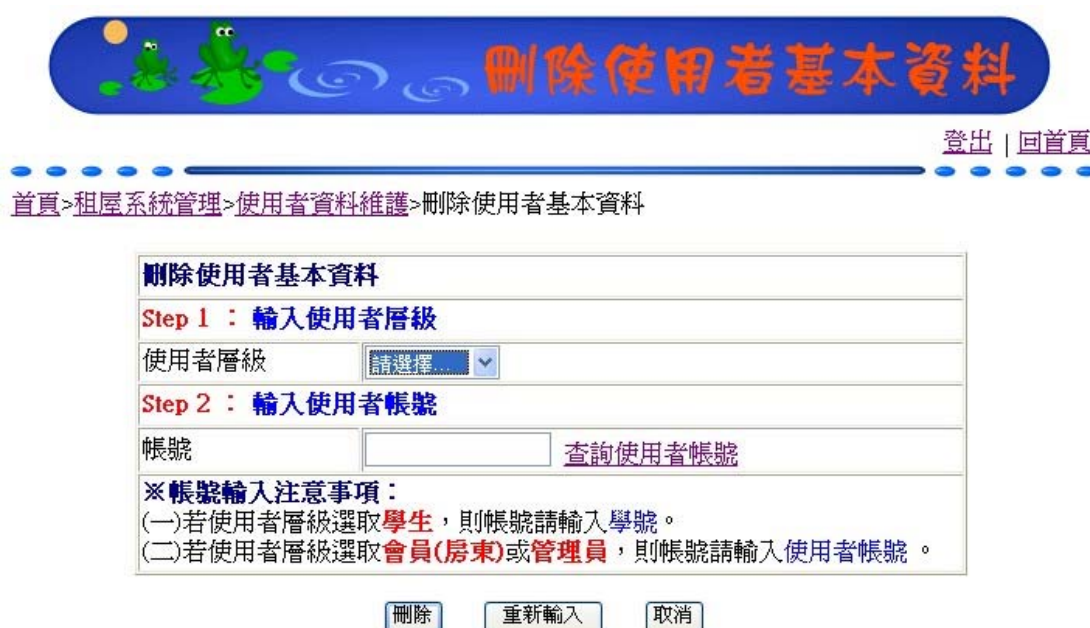 刪除使用者基本資料
登出 | 回首頁
首頁>租屋系統管理>使用者資料維護>刪除使用者基本資料
刪除使用者基本資料
Step 1 : 輸入使用者層級
使用者層級 請選擇...
Step 2 : 輸入使用者帳號
帳號 查詢使用者帳號
※帳號輸入注意事項：
(一)若使用者層級選取學生，則帳號請輸入學號。
(二)若使用者層級選取會員(房東)或管理員，則帳號請輸入使用者帳號 。
刪除 重新輸入 取消